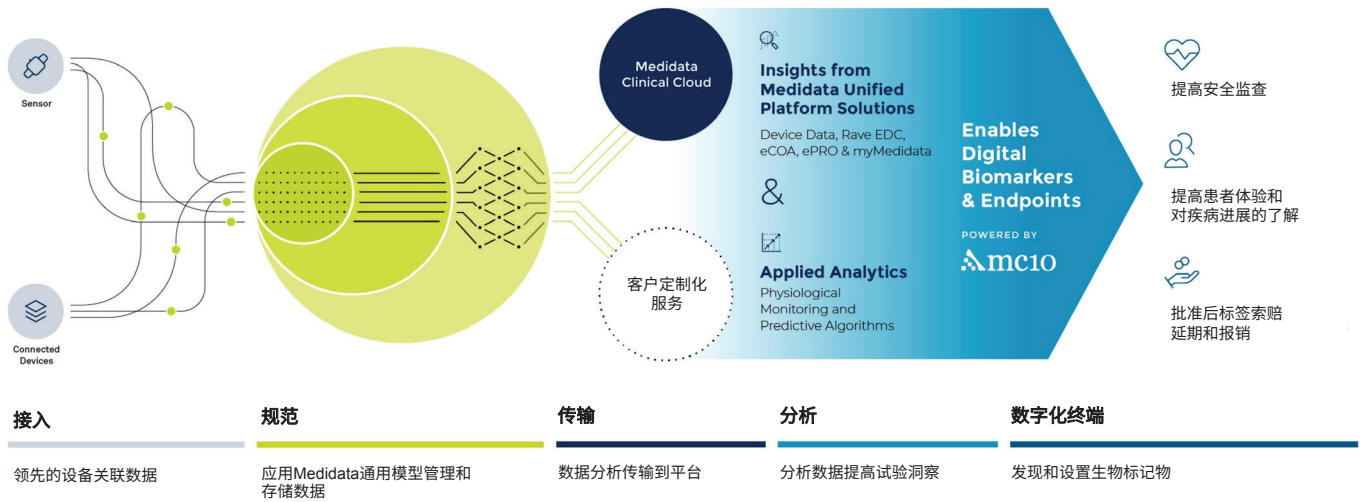 Sensor
Connected
Devices
Medidata
Clinical Cloud
客户定制化
服务
Insights from
Medidata Unified
Platform Solutions
Device Data, Rave EDC,
eCOA, ePRO & myMedidata
&
Applied Analytics
Physiological
Monitoring and
Predictive Algorithms
Enables
Digital
Biomarkers
& Endpoints
POWERED BY
mc10
提高安全监查
提高患者体验和
对疾病进展的了解
批准后标签索赔
延期和报销
接入
领先的设备关联数据
规范
应用Medidata通用模型管理和
存储数据
传输
数据分析传输到平台
分析
分析数据提高试验洞察
数字化终端
发现和设置生物标记物